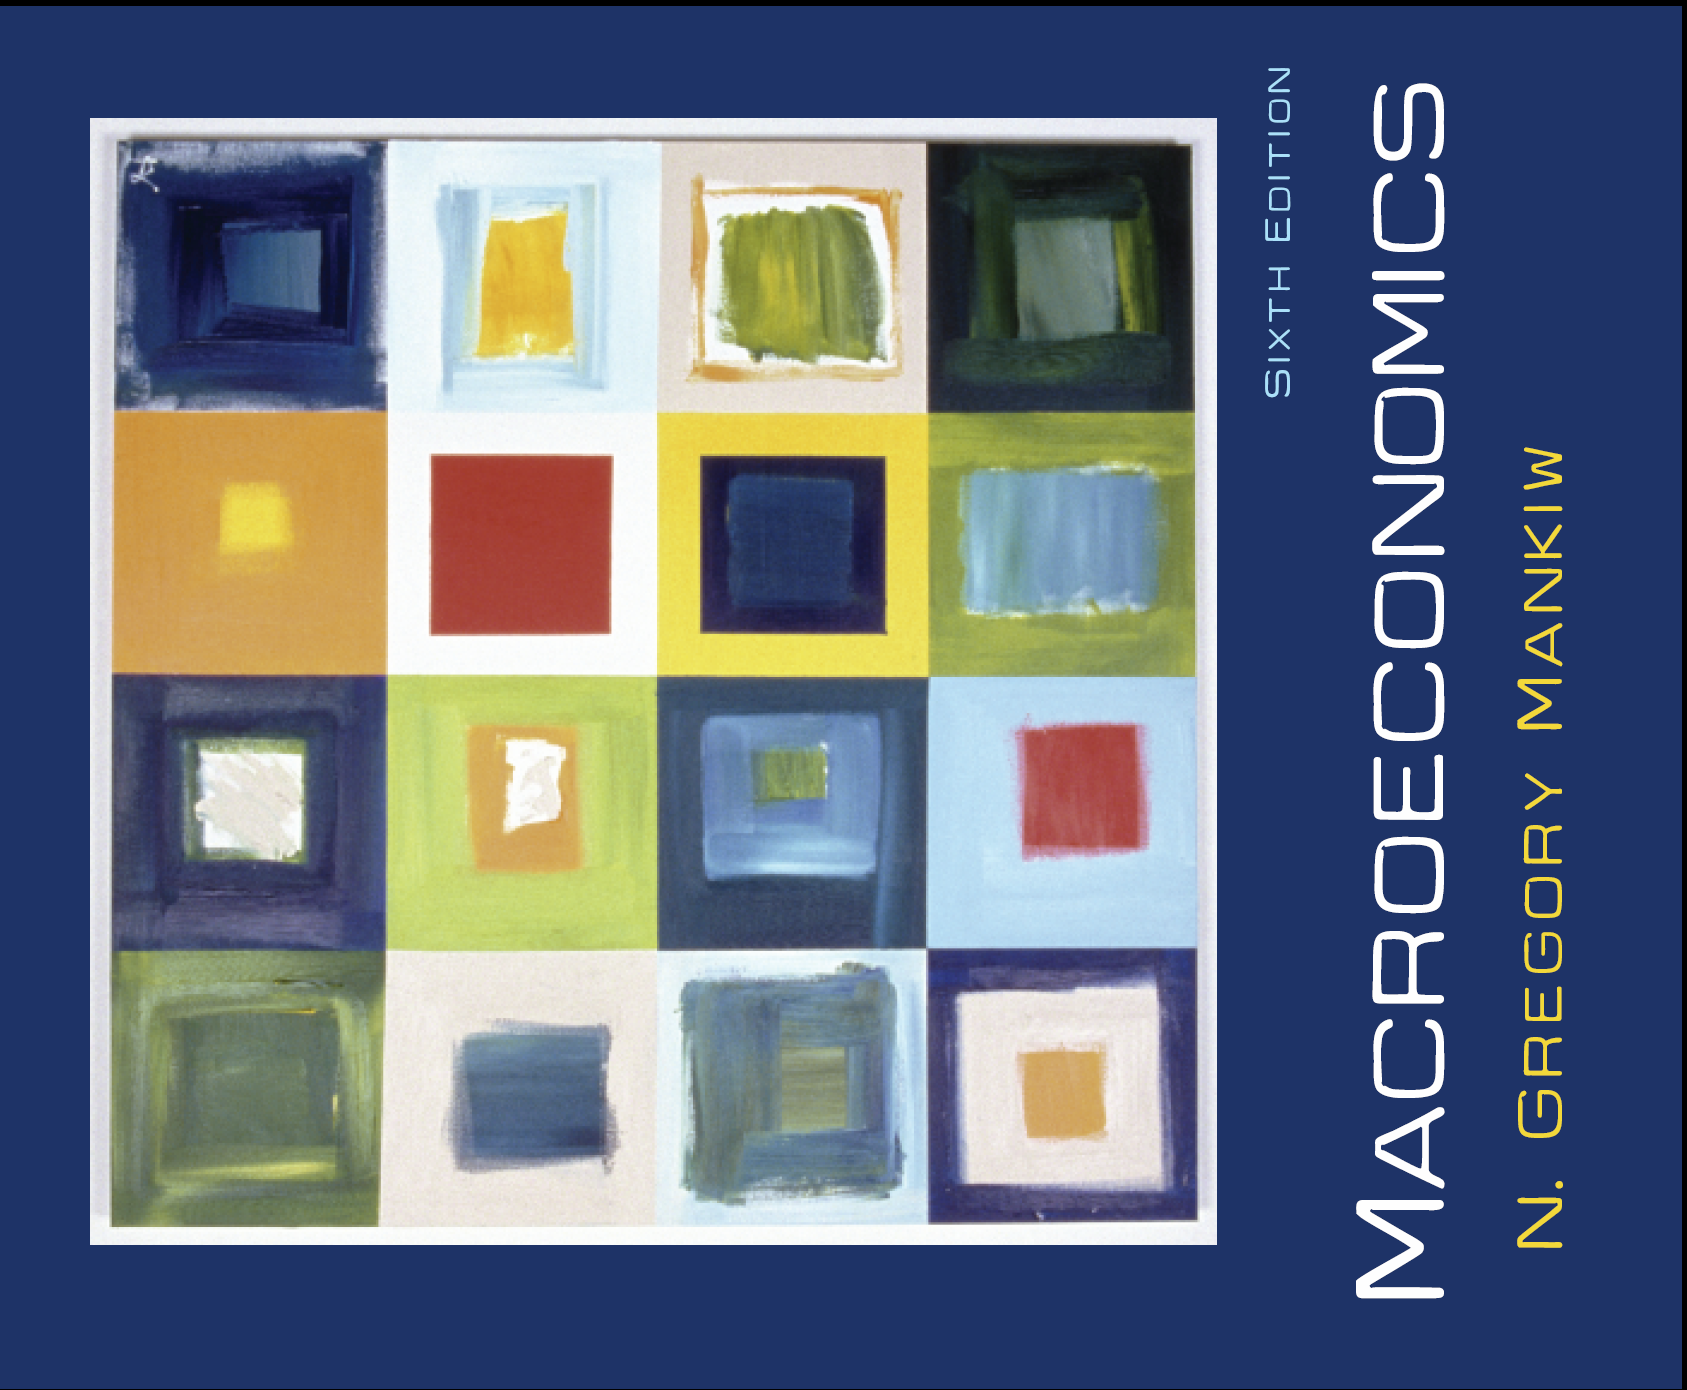 SIXTH EDITION
MACROECONOMICS
N. GREGORY MANKIW